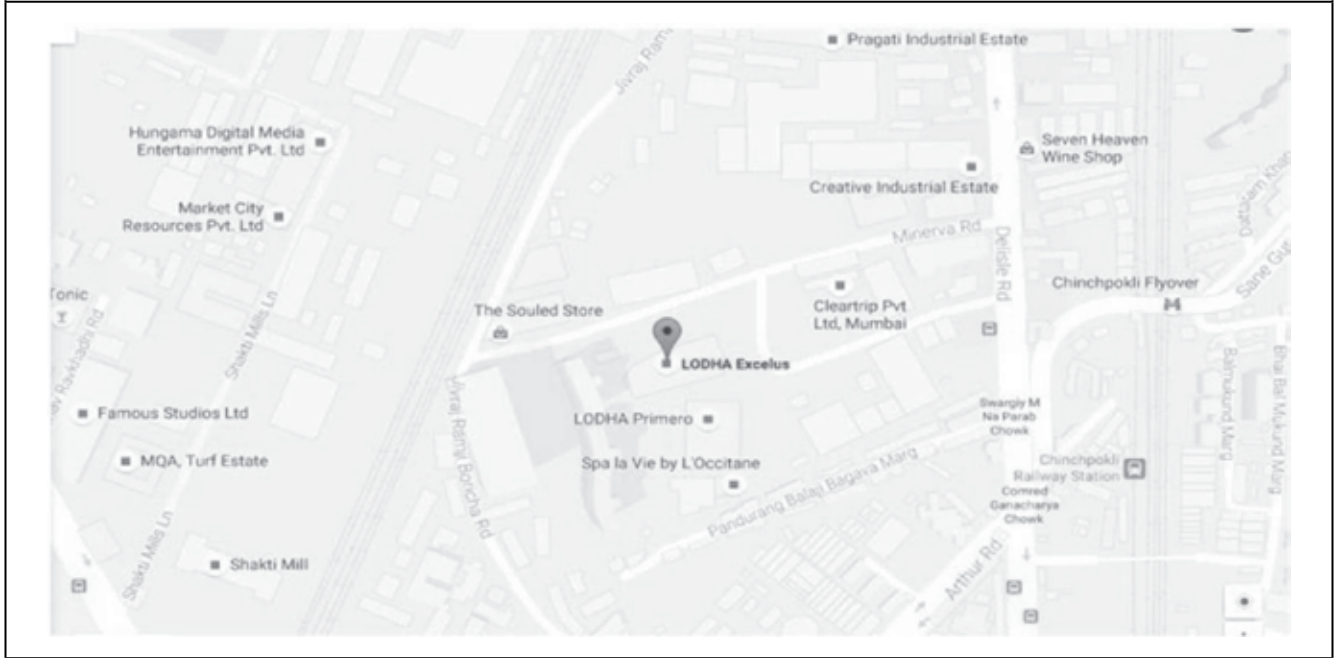 Pragati Industrial Estate
Hungama Digital Media
Entertainment Pvt. Ltd
Seven Heaven
Wine Shop
Creative Industrial Estate
Market City
Resources Pvt. Ltd
Minerva Rd
Delisle Rd
Chinchpokli Flyover
Tonic
Shakti Mills Ln
The Souled Store
Cleartrip Pvt
Ltd, Mumbai
LODHA Excelus
Famous Studios Ltd
LODHA Primero
Swargiy M
Na Parab
Chowk
MQA, Turf Estate
Spa la Vie by L'Occitane
Chinchpokli
Railway Station
Comred
Ganacharya
Chowk
Pandurang Balaji Bagava Marg
Jivraj Ramji Boricha Rd
Balmukund Marg
Bhai Bal Mukund Marg
Shakti Mill
Shakti Mills Ln
Arthur Rd